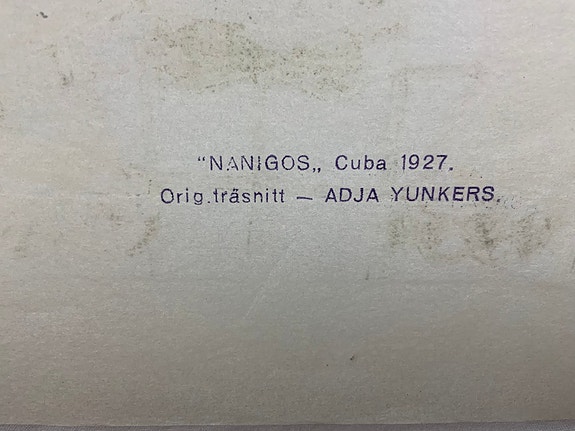 "NANIGOS„ Cuba 1927.
Orig.träsnitt — ADJA YUNKERS.